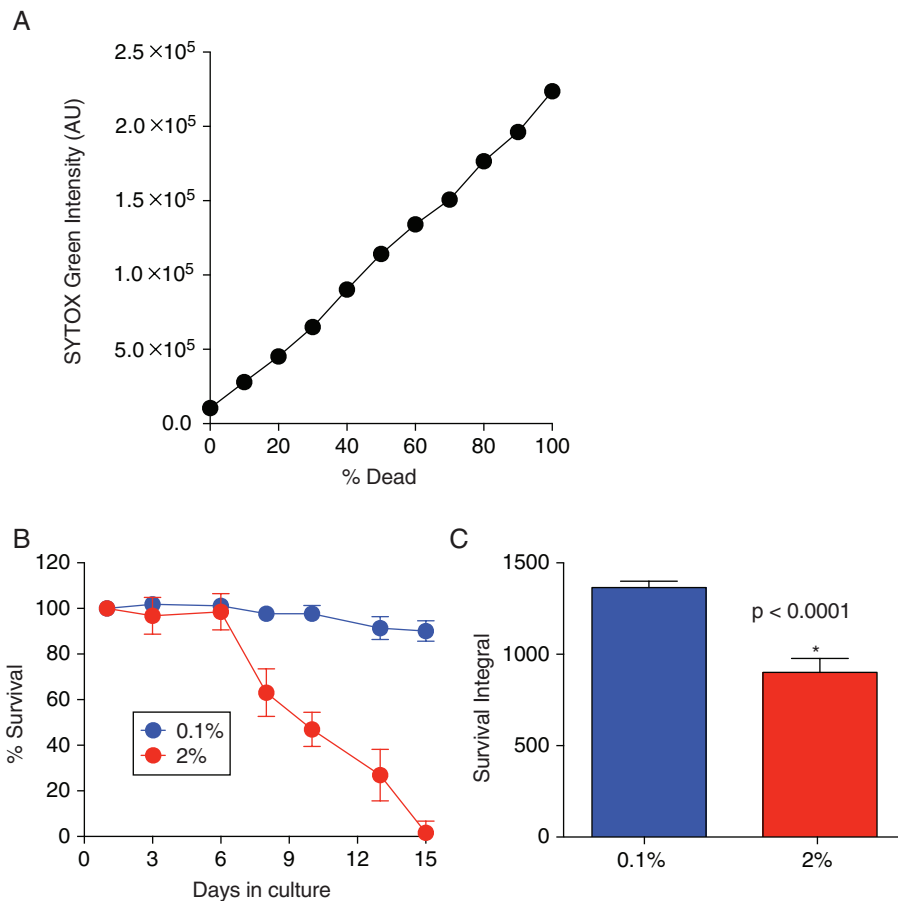 A
2.5 ×10⁵
2.0 ×10⁵
1.5 ×10⁵
1.0 ×10⁵
5.0 ×10⁵
0.0
SYTOX Green Intensity (AU)
0 20 40 60 80 100
% Dead
B
120
100
80
60
40
20
0
% Survival
0.1%
2%
0 3 6 9 12 15
Days in culture
C
1500
1000
500
0
Survival Integral
p < 0.0001
*
0.1% 2%